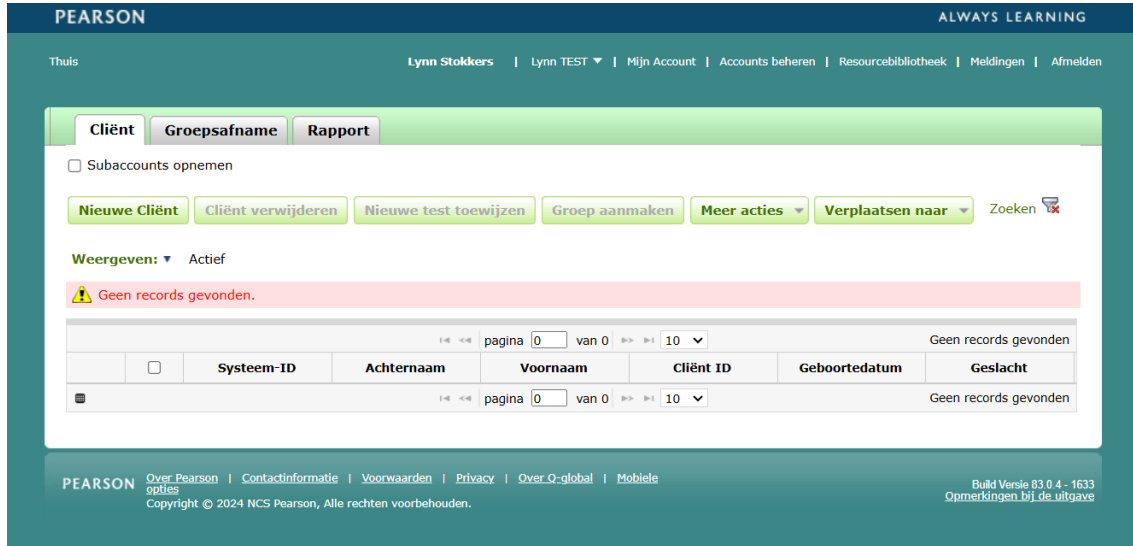 PEARSON ALWAYS LEARNING
Thuis Lynn Stokkers | Lynn TEST ▼ | Mijn Account | Accounts beheren | Resourcebibliotheek | Meldingen | Afmelden
Cliënt Groepsafname Rapport
Subaccounts opnemen
Nieuwe Cliënt Cliënt verwijderen Nieuwe test toewijzen Groep aanmaken Meer acties Verplaatsen naar Zoeken
Weergeven: Actief
Geen records gevonden.
pagina 0 van 0 10 Geen records gevonden
Systeem-ID Achternaam Voornaam Cliënt ID Geboortedatum Geslacht
pagina 0 van 0 10 Geen records gevonden
PEARSON Over Pearson | Contactinformatie | Voorwaarden | Privacy | Over Q-global | Mobiele
opties
Copyright © 2024 NCS Pearson, Alle rechten voorbehouden.
Build Versie 83.0.4 - 1633
Opmerkingen bij de uitgave